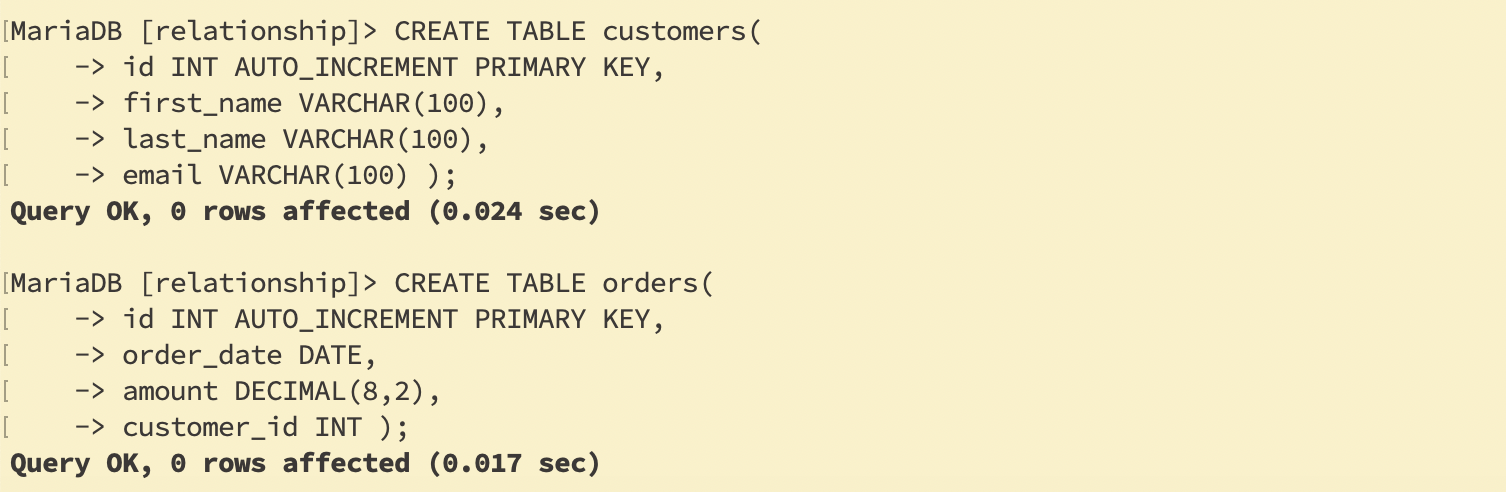 [MariaDB [relationship]> CREATE TABLE customers(
[    -> id INT AUTO_INCREMENT PRIMARY KEY,
[    -> first_name VARCHAR(100),
[    -> last_name VARCHAR(100),
[    -> email VARCHAR(100) );
Query OK, 0 rows affected (0.024 sec)

[MariaDB [relationship]> CREATE TABLE orders(
[    -> id INT AUTO_INCREMENT PRIMARY KEY,
[    -> order_date DATE,
[    -> amount DECIMAL(8,2),
[    -> customer_id INT );
Query OK, 0 rows affected (0.017 sec)